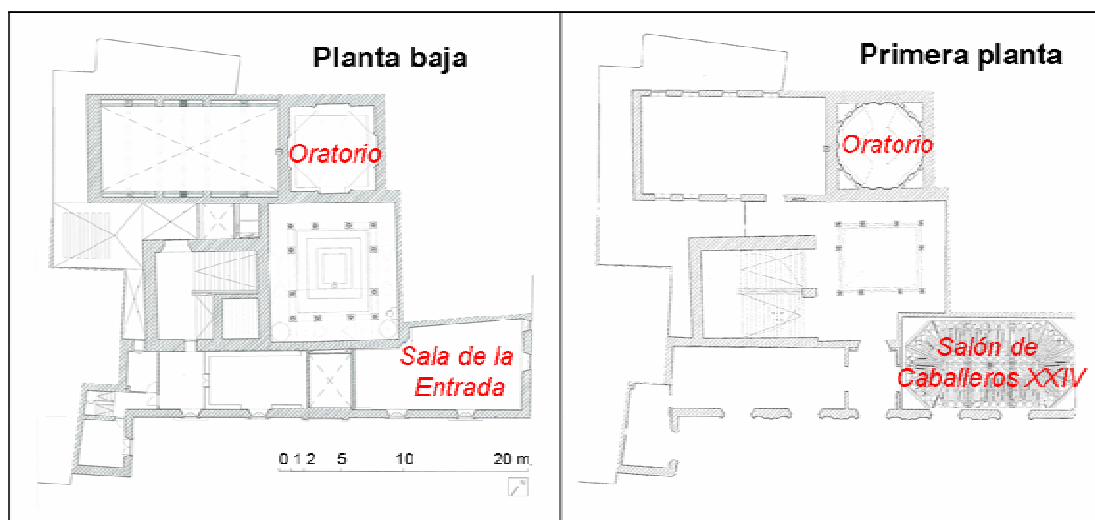 Planta baja
Oratorio
Sala de la
Entrada
0 1 2 5 10 20 m
Primera planta
Oratorio
Salón de
Caballeros XXIV